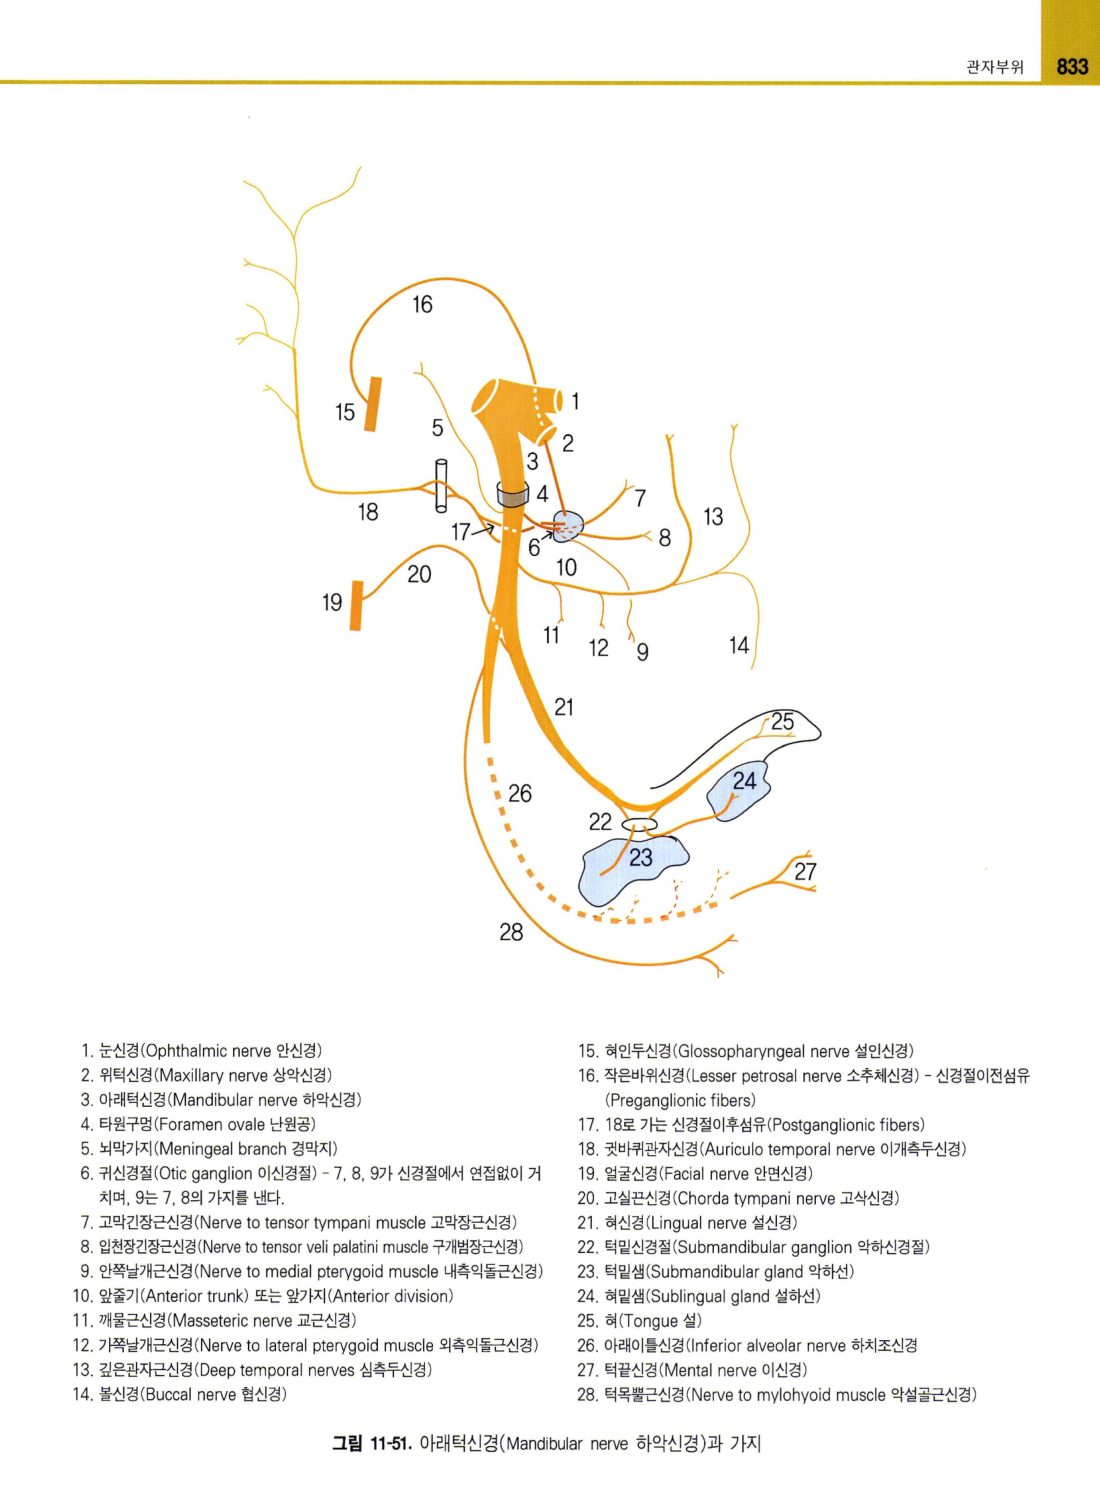 관자부위 833
16
15
1
5
2
3
4
7
18
13
17
8
6
10
20
19
11
12
9
14
21
25
24
26
22
23
27
28
1. 눈신경(Ophthalmic nerve 안신경)
2. 위턱신경(Maxillary nerve 상악신경)
3. 아래턱신경(Mandibular nerve 하악신경)
4. 타원구멍(Foramen ovale 난원공)
5. 뇌막가지(Meningeal branch 경막지)
6. 귀신경절(Otic ganglion 이신경절) – 7, 8, 9가 신경절에서 연접없이 거
치며, 9는 7, 8의 가지를 낸다.
7. 고막긴장근신경(Nerve to tensor tympani muscle 고막장근신경)
8. 입천장긴장근신경(Nerve to tensor veli palatini muscle 구개범장근신경)
9. 안쪽날개근신경(Nerve to medial pterygoid muscle 내측익돌근신경)
10. 앞줄기(Anterior trunk) 또는 앞가지(Anterior division)
11. 깨물근신경(Masseteric nerve 교근신경)
12. 가쪽날개근신경(Nerve to lateral pterygoid muscle 외측익돌근신경)
13. 깊은관자근신경(Deep temporal nerves 심측두신경)
14. 볼신경(Buccal nerve 협신경)
15. 혀인두신경(Glossopharyngeal nerve 설인신경)
16. 작은바위신경(Lesser petrosal nerve 소추체신경) – 신경절이전섬유
(Preganglionic fibers)
17. 18로 가는 신경절이후섬유(Postganglionic fibers)
18. 귓바퀴관자신경(Auriculo temporal nerve 이개측두신경)
19. 얼굴신경(Facial nerve 안면신경)
20. 고실끈신경(Chorda tympani nerve 고삭신경)
21. 혀신경(Lingual nerve 설신경)
22. 턱밑신경절(Submandibular ganglion 악하신경절)
23. 턱밑샘(Submandibular gland 악하선)
24. 혀밑샘(Sublingual gland 설하선)
25. 혀(Tongue 설)
26. 아래이틀신경(Inferior alveolar nerve 하치조신경
27. 턱끝신경(Mental nerve 이신경)
28. 턱목뿔근신경(Nerve to mylohyoid muscle 악설골근신경)
그림 11-51. 아래턱신경(Mandibular nerve 하악신경)과 가지